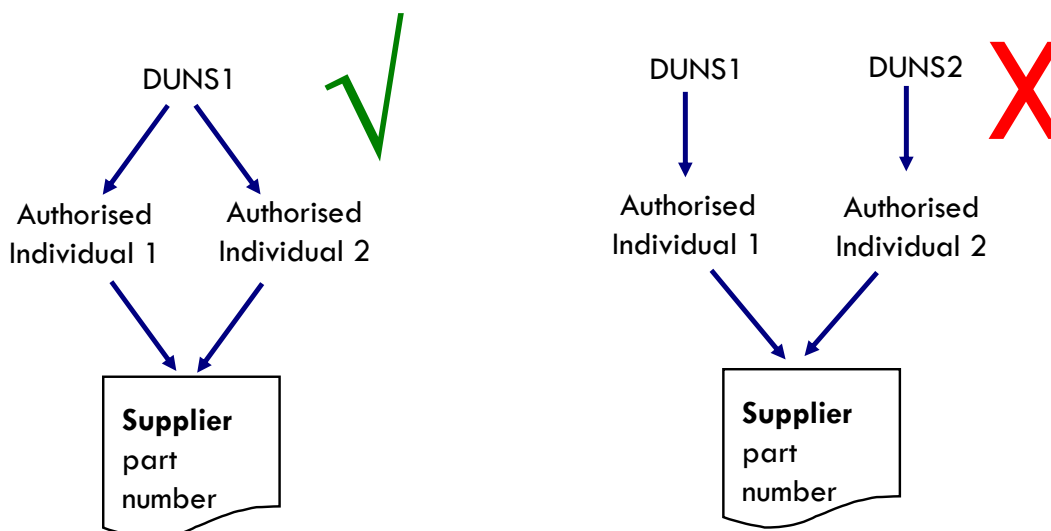 DUNS1
Authorised
Individual 1
Authorised
Individual 2
Supplier
part
number
DUNS1
DUNS2
X
Authorised
Individual 1
Authorised
Individual 2
Supplier
part
number